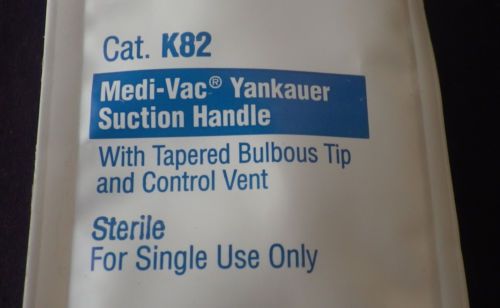 Cat. K82
Medi-Vac® Yankauer
Suction Handle
With Tapered Bulbous Tip
and Control Vent
Sterile
For Single Use Only